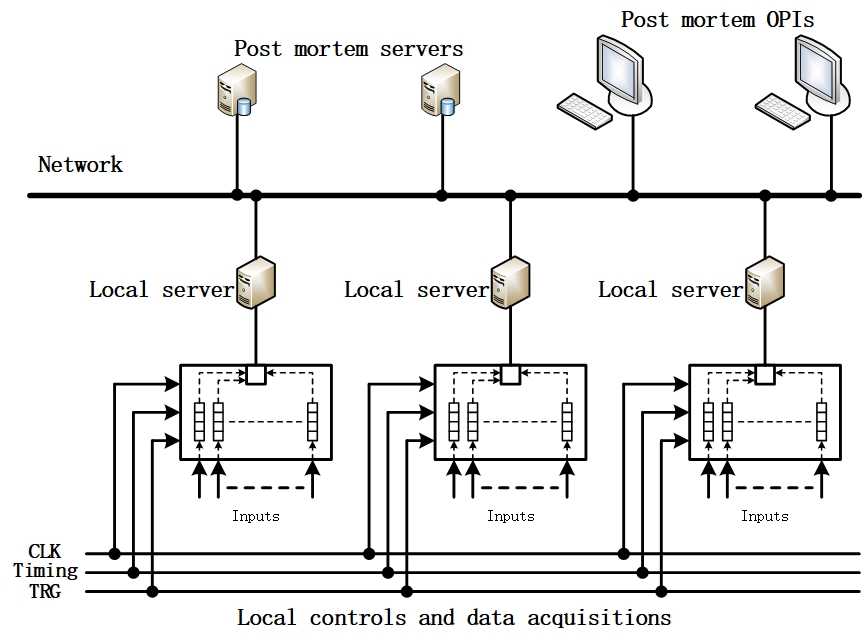 Post mortem OPIs
Post mortem servers
Network
Local server
Local server
Local server
Inputs
Inputs
Inputs
CLK
Timing
TRG
Local controls and data acquisitions